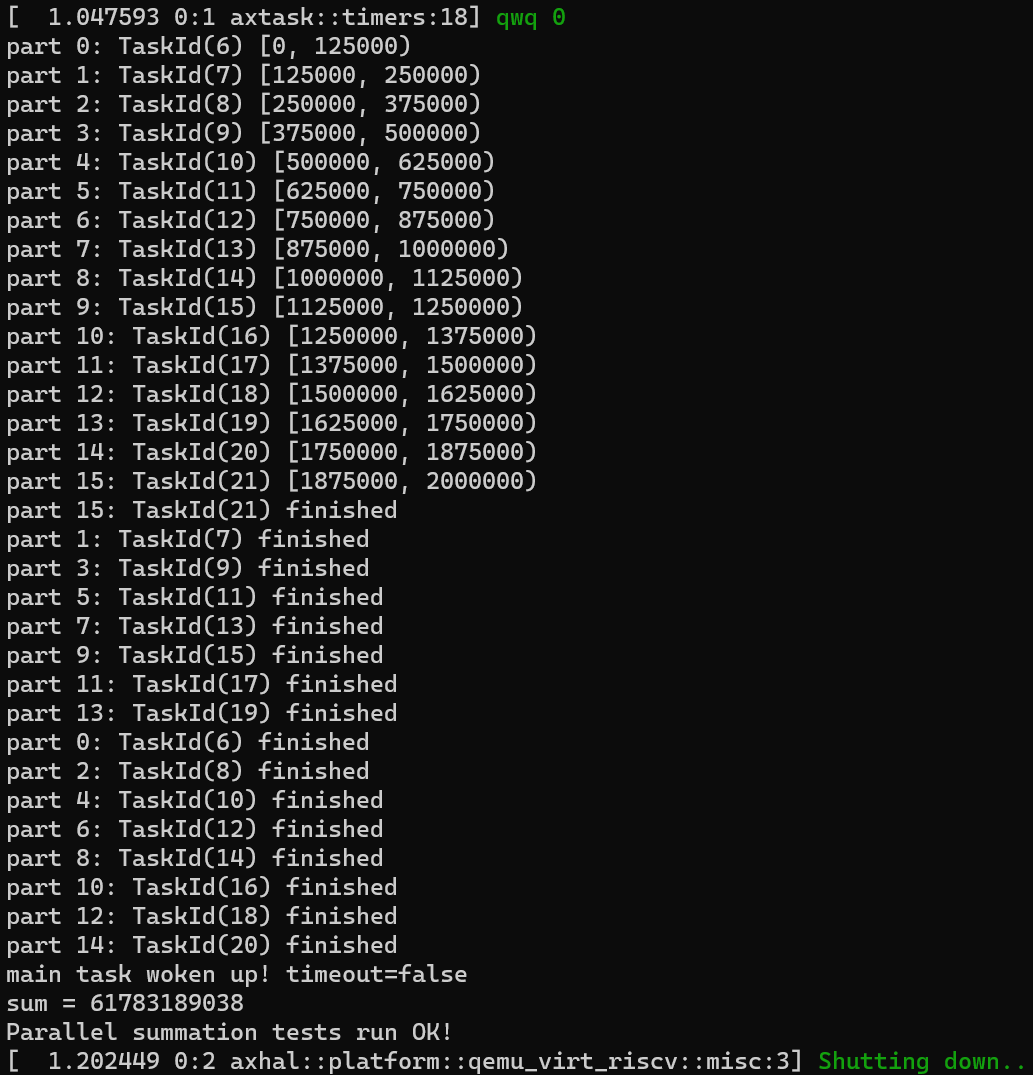 [  1.047593 0:1 axtask::timers:18] qwq 0
part 0: TaskId(6) [0, 125000)
part 1: TaskId(7) [125000, 250000)
part 2: TaskId(8) [250000, 375000)
part 3: TaskId(9) [375000, 500000)
part 4: TaskId(10) [500000, 625000)
part 5: TaskId(11) [625000, 750000)
part 6: TaskId(12) [750000, 875000)
part 7: TaskId(13) [875000, 1000000)
part 8: TaskId(14) [1000000, 1125000)
part 9: TaskId(15) [1125000, 1250000)
part 10: TaskId(16) [1250000, 1375000)
part 11: TaskId(17) [1375000, 1500000)
part 12: TaskId(18) [1500000, 1625000)
part 13: TaskId(19) [1625000, 1750000)
part 14: TaskId(20) [1750000, 1875000)
part 15: TaskId(21) [1875000, 2000000)
part 15: TaskId(21) finished
part 1: TaskId(7) finished
part 3: TaskId(9) finished
part 5: TaskId(11) finished
part 7: TaskId(13) finished
part 9: TaskId(15) finished
part 11: TaskId(17) finished
part 13: TaskId(19) finished
part 0: TaskId(6) finished
part 2: TaskId(8) finished
part 4: TaskId(10) finished
part 6: TaskId(12) finished
part 8: TaskId(14) finished
part 10: TaskId(16) finished
part 12: TaskId(18) finished
part 14: TaskId(20) finished
main task woken up! timeout=false
sum = 61783189038
Parallel summation tests run OK!
[  1.202449 0:2 axhal::platform::qemu_virt_riscv::misc:3] Shutting down..